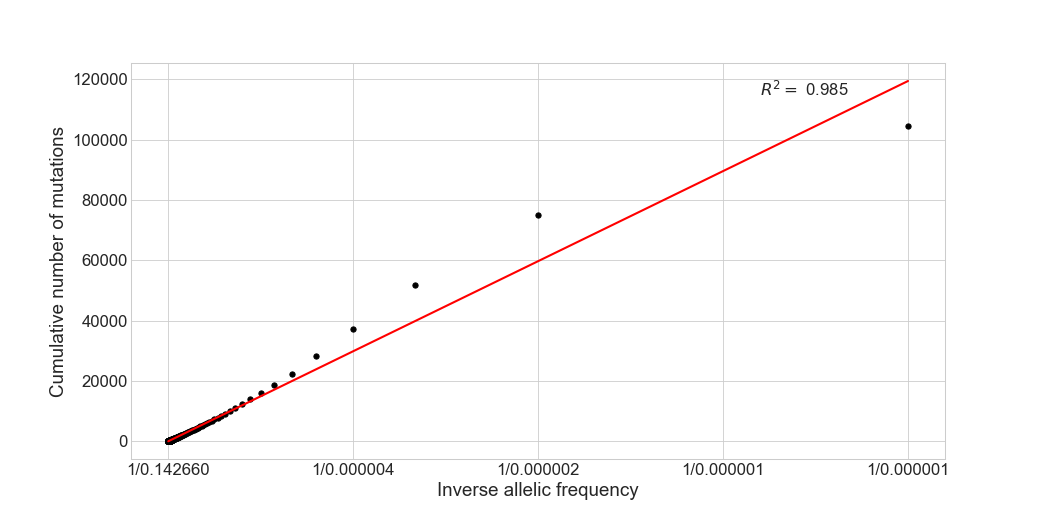 120000
100000
80000
60000
40000
20000
0
R² = 0.985
1/0.142660 1/0.000004 1/0.000002 1/0.000001 1/0.000001
Inverse allelic frequency
Cumulative number of mutations